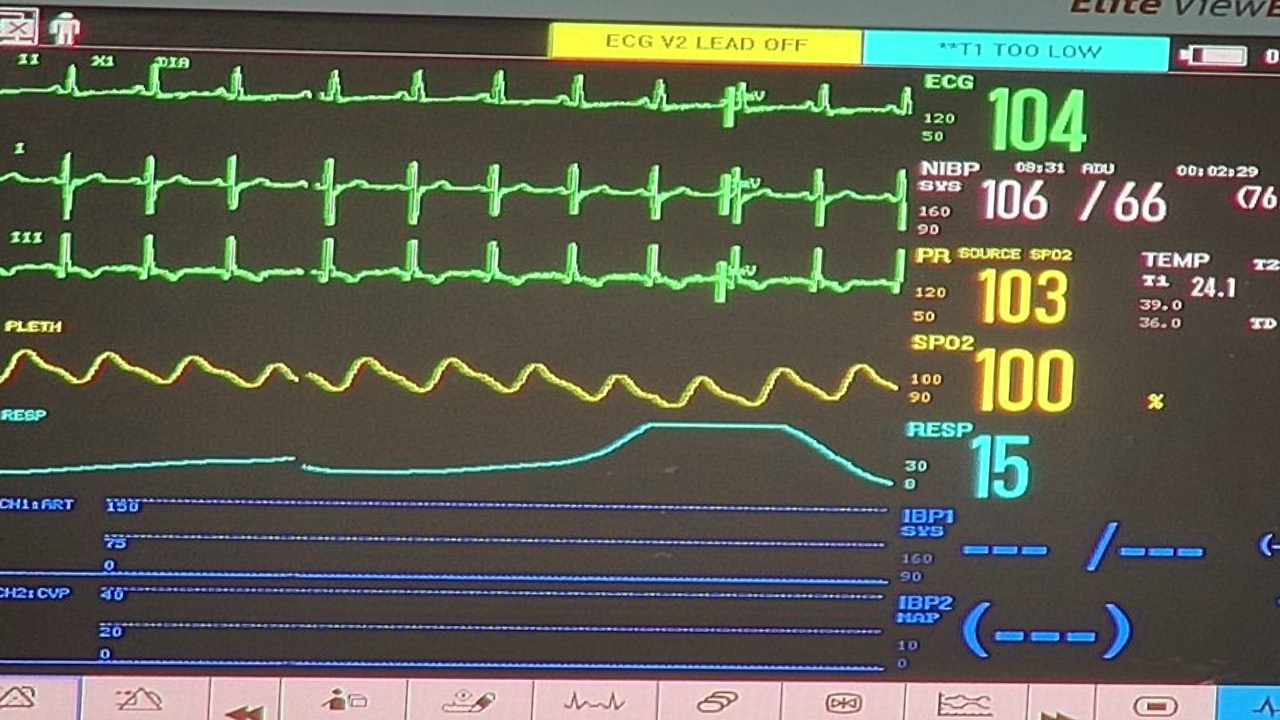 Elite ViewE
ECG V2 LEAD OFF
**T1 TOO LOW
0
II X1 DIA
ECG
120
50
104
I
NIBP 08:31 ADU 00:02:29
SYS
160
90
106 /66 (76
III
PR SOURCE SPO2
120
50
103
TEMP T2
T1 24.1
39.0
36.0 TD
PLETH
SPO2
100
90
100 %
RESP
RESP
30
8
15
CH1:ART
150
75
0
IBP1
SYS
160
90
--- /--- (-
CH2:CVP
40
20
0
IBP2
MAP
10
0
(---)